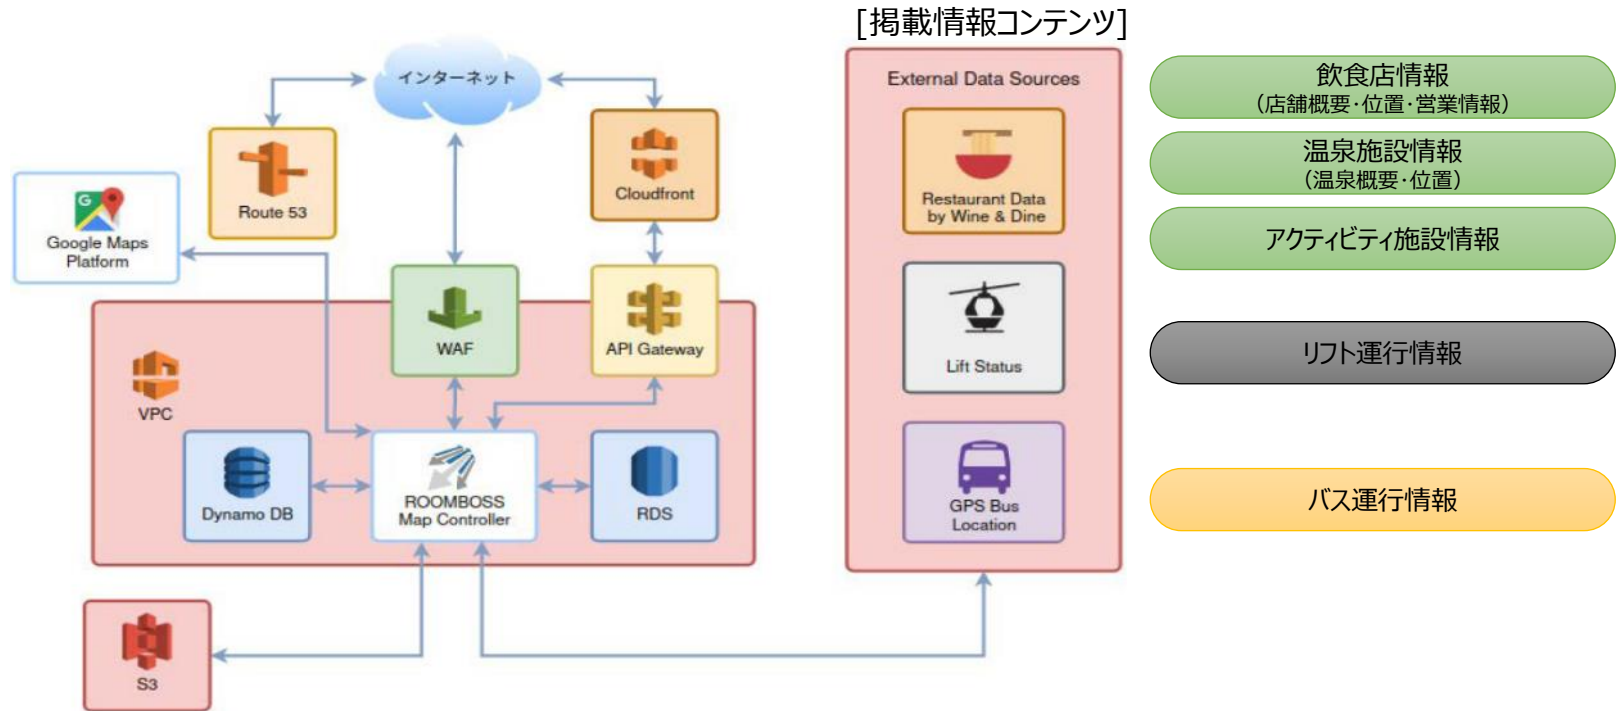 [掲載情報コンテンツ]
インターネット
External Data Sources
飲食店情報
(店舗概要･位置･営業情報)
Route 53
Cloudfront
Restaurant Data
by Wine & Dine
温泉施設情報
(温泉概要･位置)
G
Google Maps
Platform
アクティビティ施設情報
WAF
API Gateway
Lift Status
リフト運行情報
VPC
Dynamo DB
ROOMBOSS
Map Controller
RDS
GPS Bus
Location
バス運行情報
S3